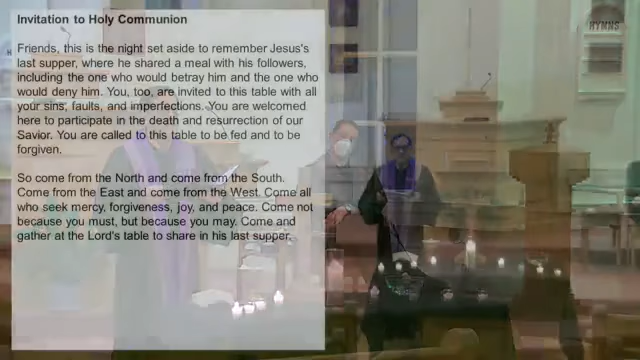 Invitation to Holy Communion
Friends, this is the night set aside to remember Jesus's
last supper, where he shared a meal with his followers,
including the one who would betray him and the one who
would deny him. You, too, are invited to this table with all
your sins, faults, and imperfections. You are welcomed
here to participate in the death and resurrection of our
Savior. You are called to this table to be fed and to be
forgiven.
So come from the North and come from the South.
Come from the East and come from the West. Come all
who seek mercy, forgiveness, joy, and peace. Come not
because you must, but because you may. Come and
gather at the Lord's table to share in his last supper.
HYMNS